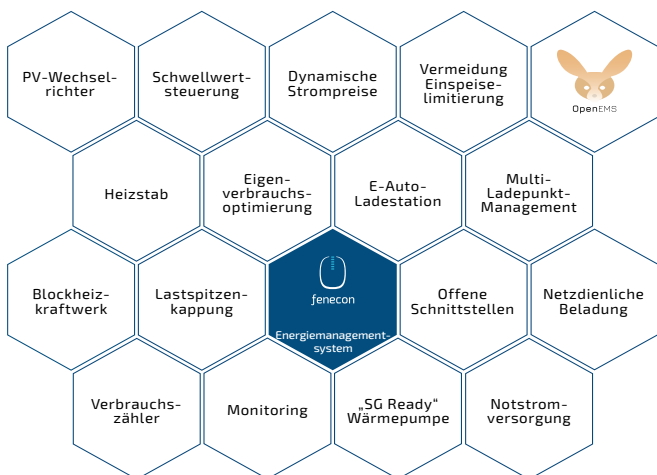 PV-Wechsel-
richter
Schwellwert-
steuerung
Dynamische
Strompreise
Vermeidung
Einspeise-
limitierung
OpenEMS
Heizstab
Eigen-
verbrauchs-
optimierung
E-Auto-
Ladestation
Multi-
Ladepunkt-
Management
Blockheiz-
kraftwerk
Lastspitzen-
kappung
fenecon
Energiemanagement-
system
Offene
Schnittstellen
Netzdienliche
Beladung
Verbrauchs-
zähler
Monitoring
„SG Ready“
Wärmepumpe
Notstrom-
versorgung